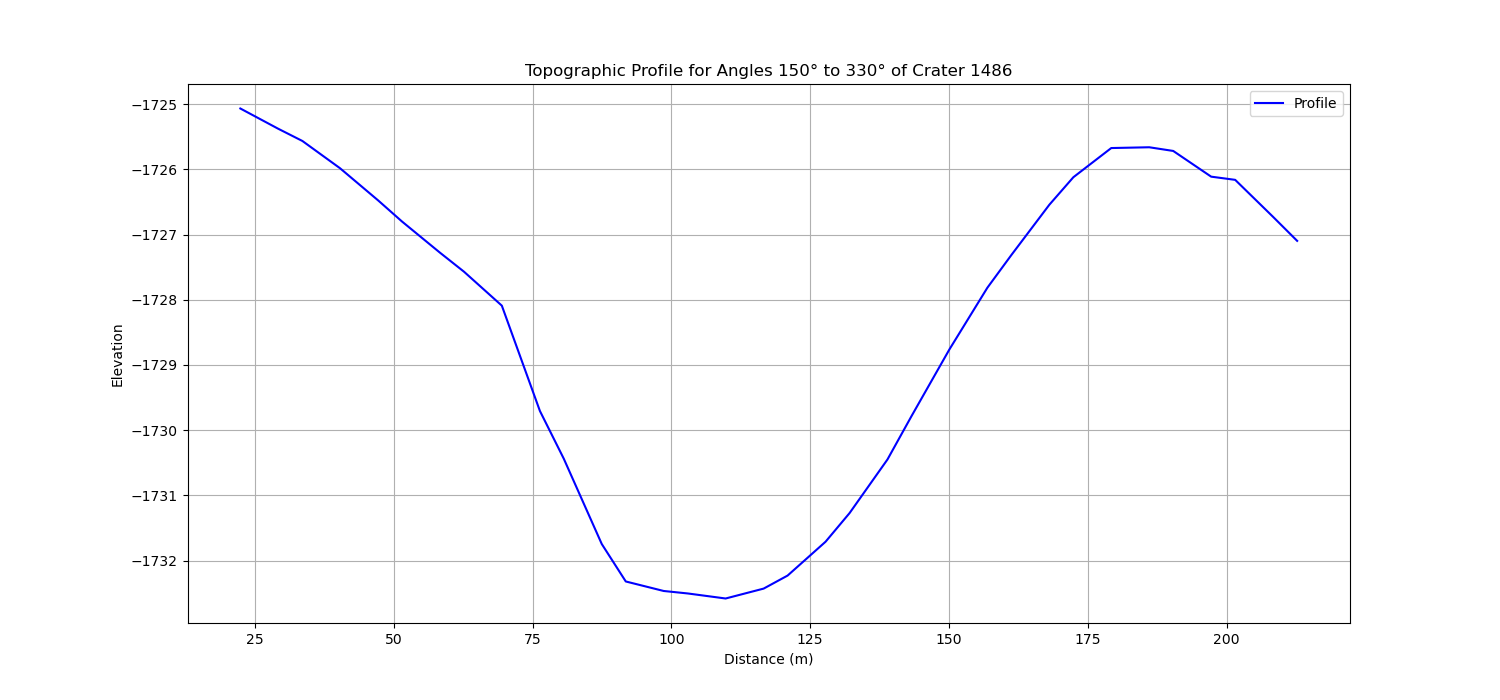 Topographic Profile for Angles 150° to 330° of Crater 1486
Profile
Elevation
−1725
−1726
−1727
−1728
−1729
−1730
−1731
−1732
25 50 75 100 125 150 175 200
Distance (m)